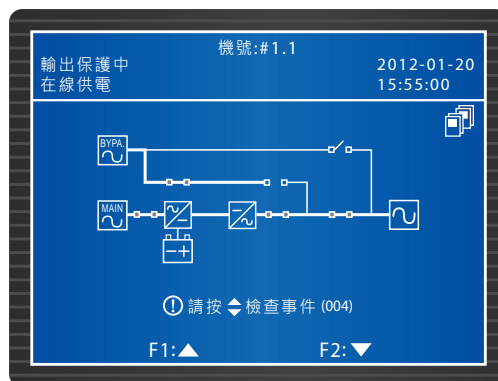 機號:#1.1
輸出保護中
2012-01-20
在線供電
15:55:00
BYPA.
MAIN
請按 檢查事件 (004)
F1:
F2: